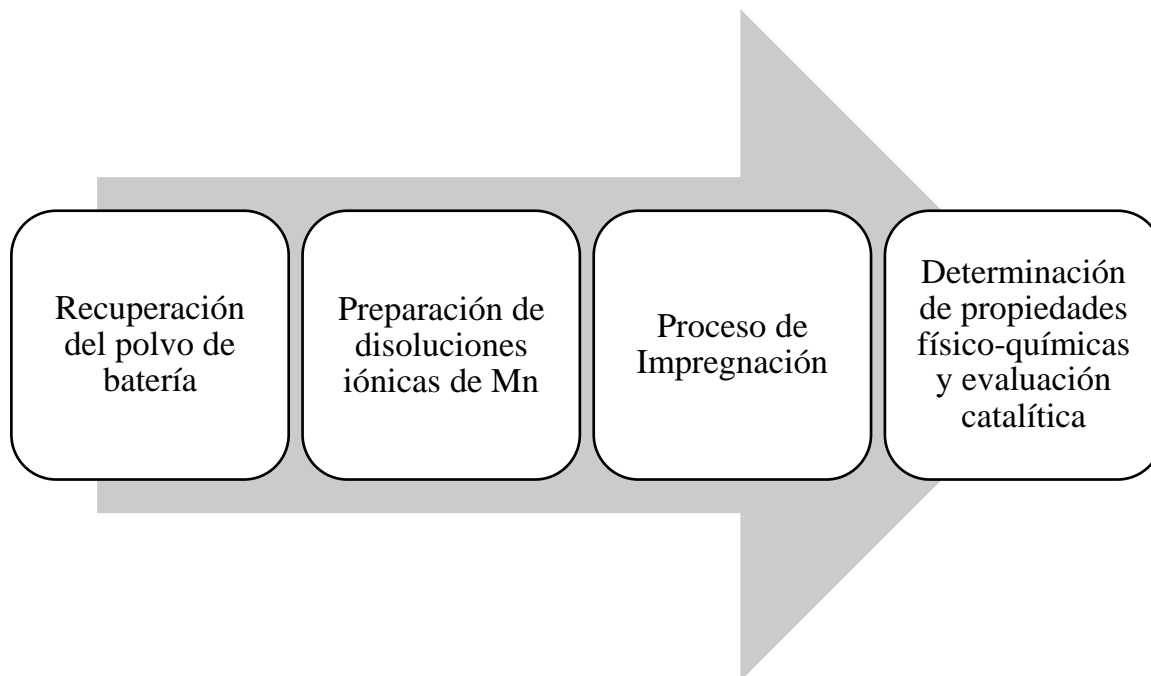 Recuperación
del polvo de
batería
Preparación de
disoluciones
iónicas de Mn
Proceso de
Impregnación
Determinación
de propiedades
físico-químicas
y evaluación
catalítica